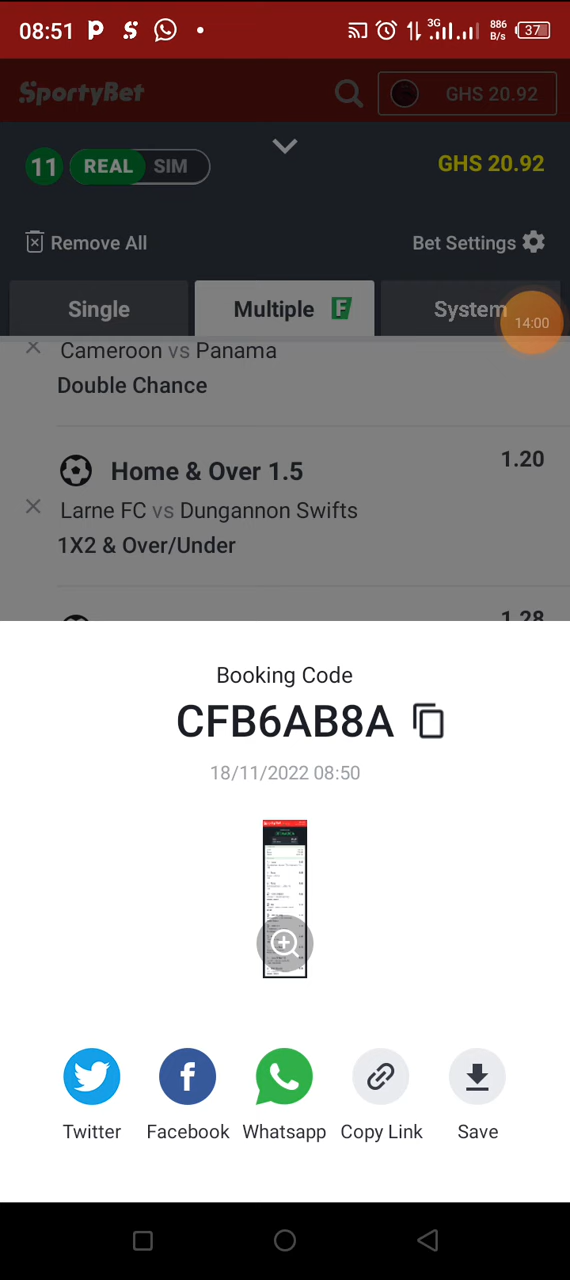 08:51 3G 886 B/s 37
SportyBet GHS 20.92
11 REAL SIM GHS 20.92
Remove All Bet Settings
Single Multiple F System
14:00
Cameroon vs Panama
Double Chance
Home & Over 1.5 1.20
Larne FC vs Dungannon Swifts
1X2 & Over/Under
1.28
Booking Code
CFB6AB8A
18/11/2022 08:50
Twitter Facebook Whatsapp Copy Link Save